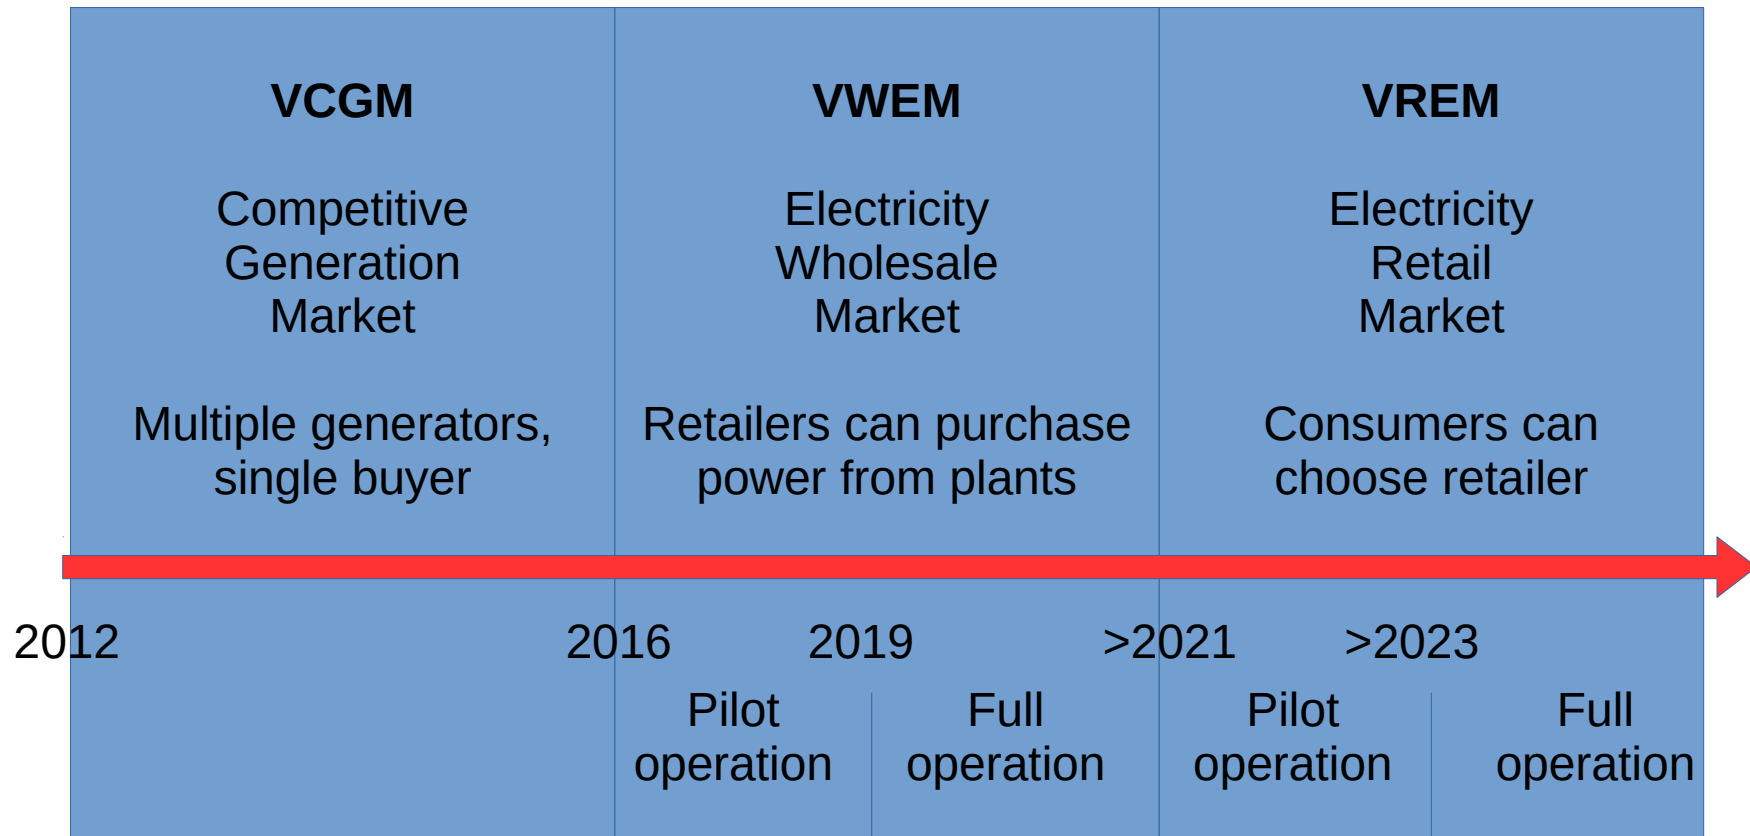 VCGM
Competitive
Generation
Market
Multiple generators,
single buyer
VWEM
Electricity
Wholesale
Market
Retailers can purchase
power from plants
VREM
Electricity
Retail
Market
Consumers can
choose retailer
2012
2016
2019
>2021
>2023
Pilot
operation
Full
operation
Pilot
operation
Full
operation